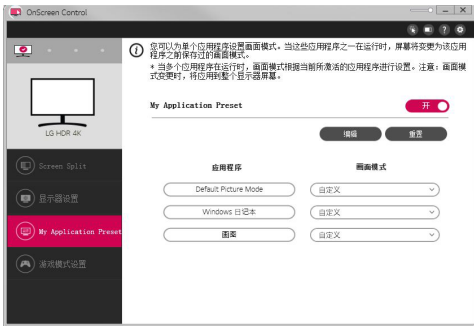 OnScreen Control
您可以为单个应用程序设置画面模式。当这些应用程序之一在运行时，屏幕将变更为该应用
程序之前保存过的画面模式。
* 当多个应用程序在运行时，画面模式根据当前所激活的应用程序进行设置。注意：画面模
式变更时，将应用到整个显示器屏幕。
LG HDR 4K
My Application Preset
开
编辑 重置
Screen Split
显示器设置
My Application Preset
游戏模式设置
应用程序 画面模式
Default Picture Mode 自定义
Windows 日记本 自定义
画图 自定义